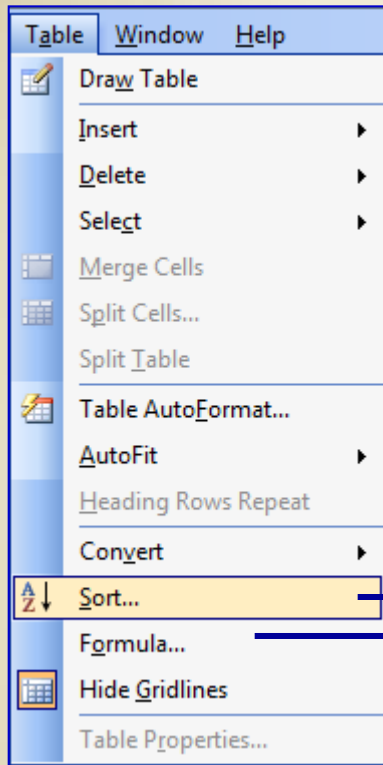 Table Window Help
Draw Table
Insert
Delete
Select
Merge Cells
Split Cells...
Split Table
Table AutoFormat...
AutoFit
Heading Rows Repeat
Convert
A Z Sort...
Formula...
Hide Gridlines
Table Properties...